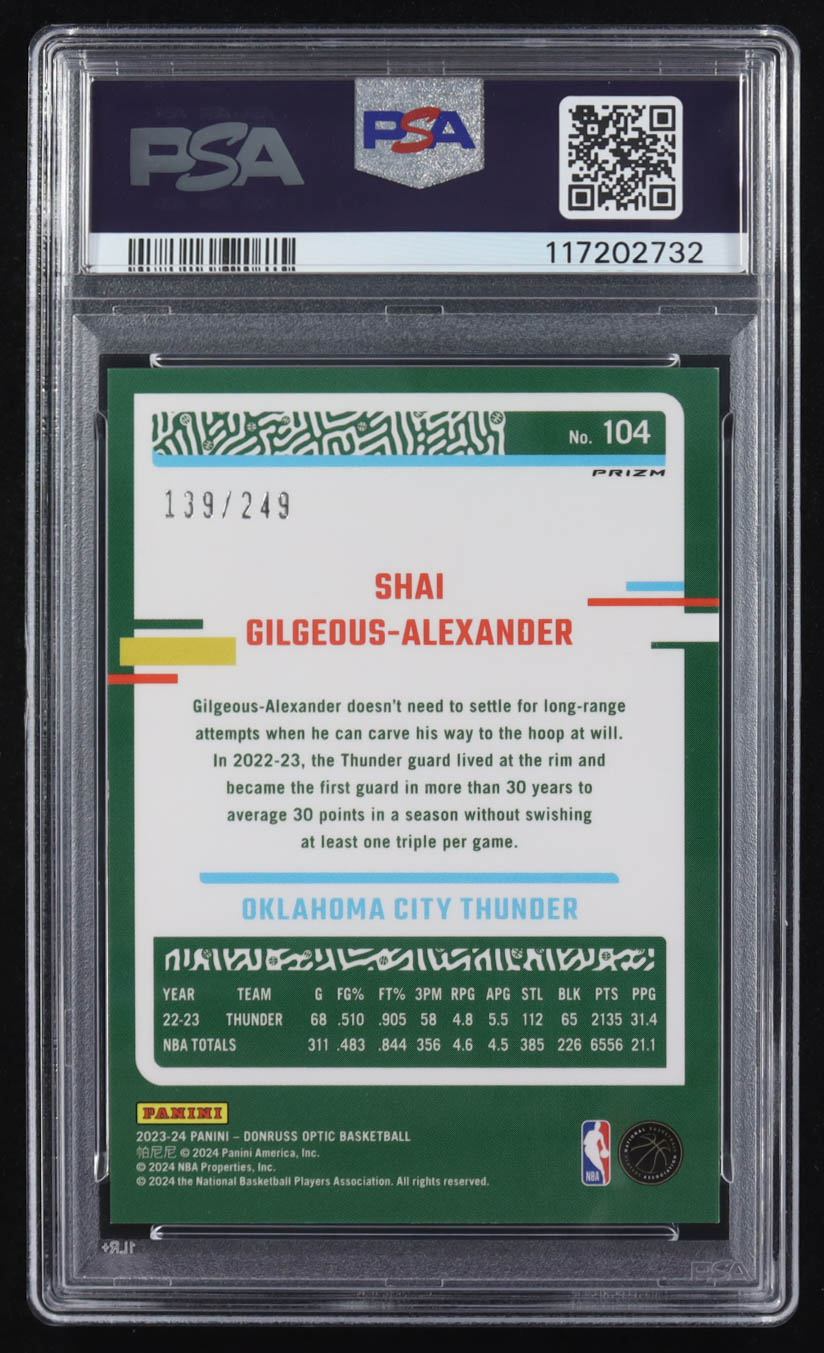 PSA
PSA
117202732
No. 104
PRIZM
139/249
SHAI
GILGEOUS-ALEXANDER
Gilgeous-Alexander doesn't need to settle for long-range
attempts when he can carve his way to the hoop at will.
In 2022-23, the Thunder guard lived at the rim and
became the first guard in more than 30 years to
average 30 points in a season without swishing
at least one triple per game.
OKLAHOMA CITY THUNDER
YEAR TEAM G FG% FT% 3PM RPG APG STL BLK PTS PPG
22-23 THUNDER 68 .510 .905 58 4.8 5.5 112 65 2135 31.4
NBA TOTALS 311 .483 .844 356 4.6 4.5 385 226 6556 21.1
PANINI
2023-24 PANINI – DONRUSS OPTIC BASKETBALL
帕尼尼 © 2024 Panini America, Inc.
© 2024 NBA Properties, Inc.
© 2024 the National Basketball Players Association. All rights reserved.
NBA
1LR+
PSA